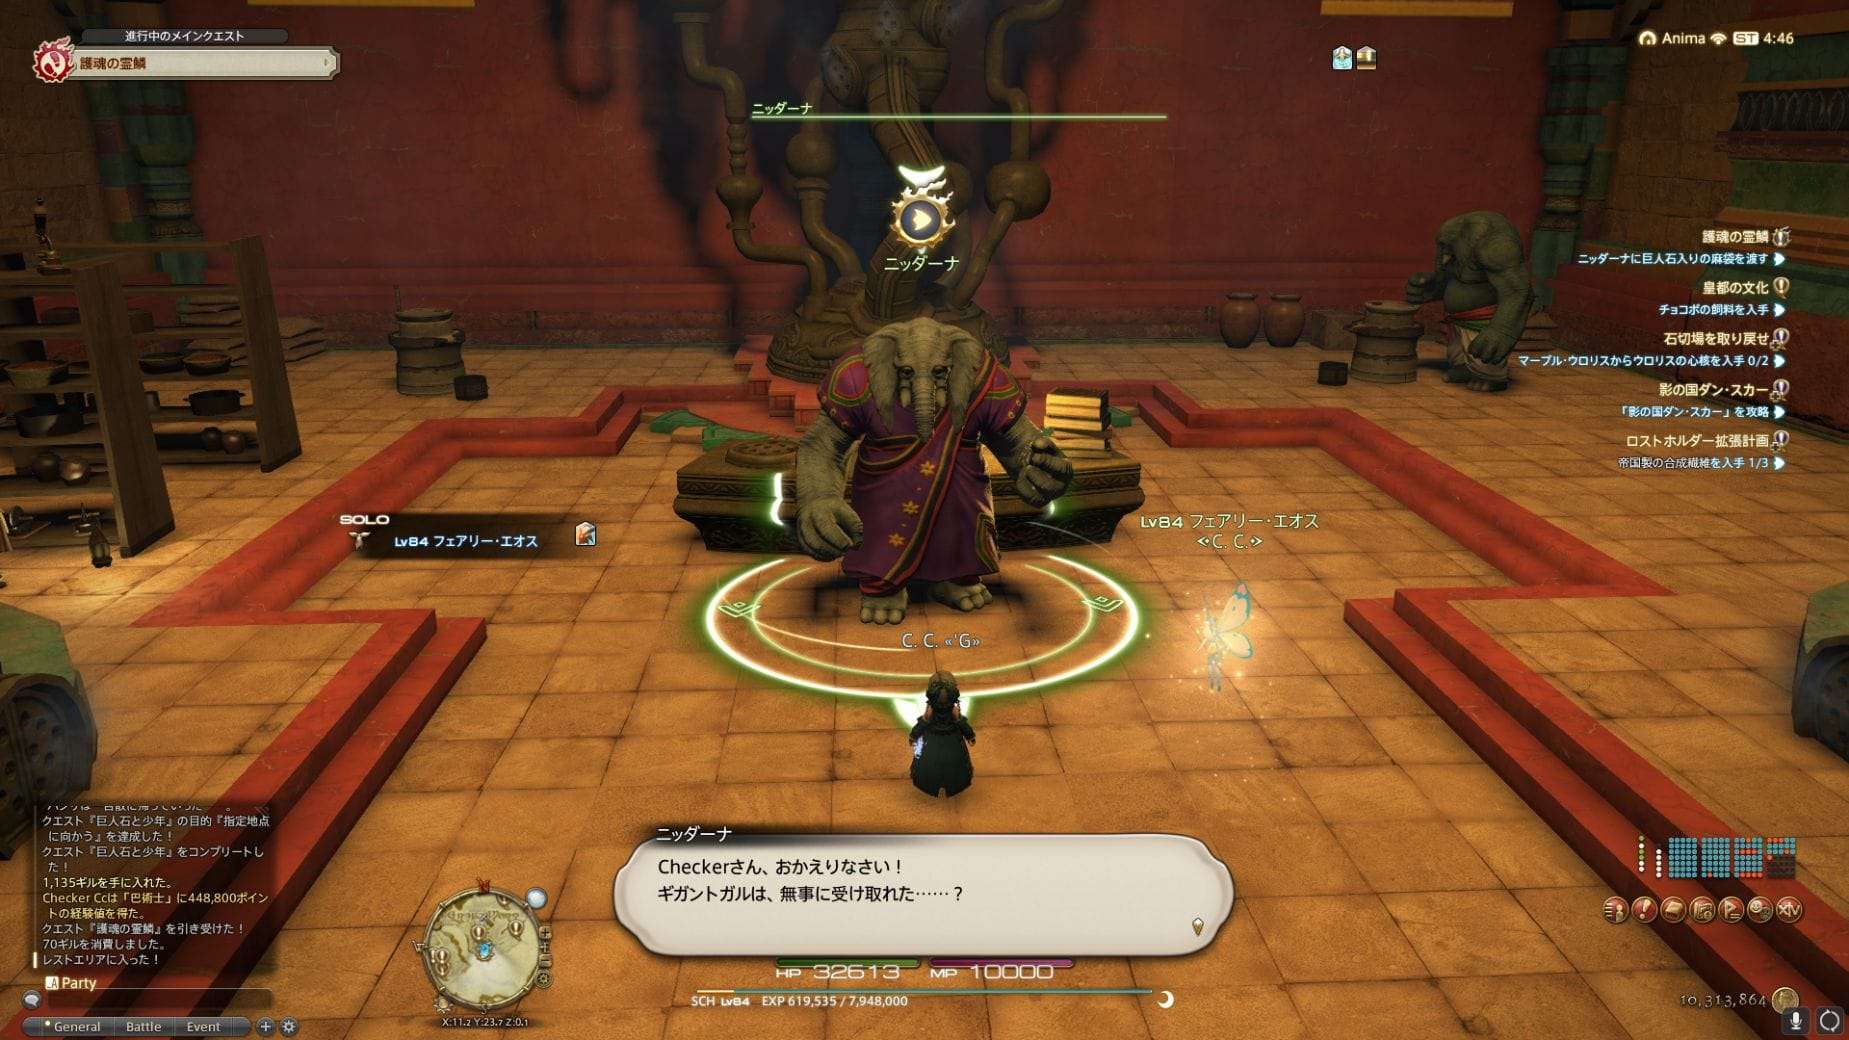 進行中のメインクエスト
護魂の霊鱗
Anima ST 4:46
ニッダーナ
ニッダーナ
護魂の霊鱗
ニッダーナに巨人石入りの麻袋を渡す
皇都の文化
チョコボの飼料を入手
石切場を取り戻せ
マーブル・ウロリスからウロリスの心核を入手 0/2
影の国ダン・スカー
「影の国ダン・スカー」を攻略
ロストホルダー拡張計画
帝国製の合成繊維を入手 1/3
SOLO
Lv84 フェアリー・エオス
Lv84 フェアリー・エオス
«C. C.»
C. C. «'G»
クエスト『巨人石と少年』の目的『指定地点
に向かう』を達成した！
クエスト『巨人石と少年』をコンプリートし
た！
1,135ギルを手に入れた。
Checker Ccは「巴術士」に448,800ポイン
トの経験値を得た。
クエスト『護魂の霊鱗』を引き受けた！
70ギルを消費しました。
レストエリアに入った！
Party
General Battle Event
X:11.2 Y:23.7 Z:0.1
ニッダーナ
Checkerさん、おかえりなさい！
ギガントガルは、無事に受け取れた……？
HP 32613 MP 10000
SCH Lv84 EXP 619,535 / 7,948,000
10,313,864